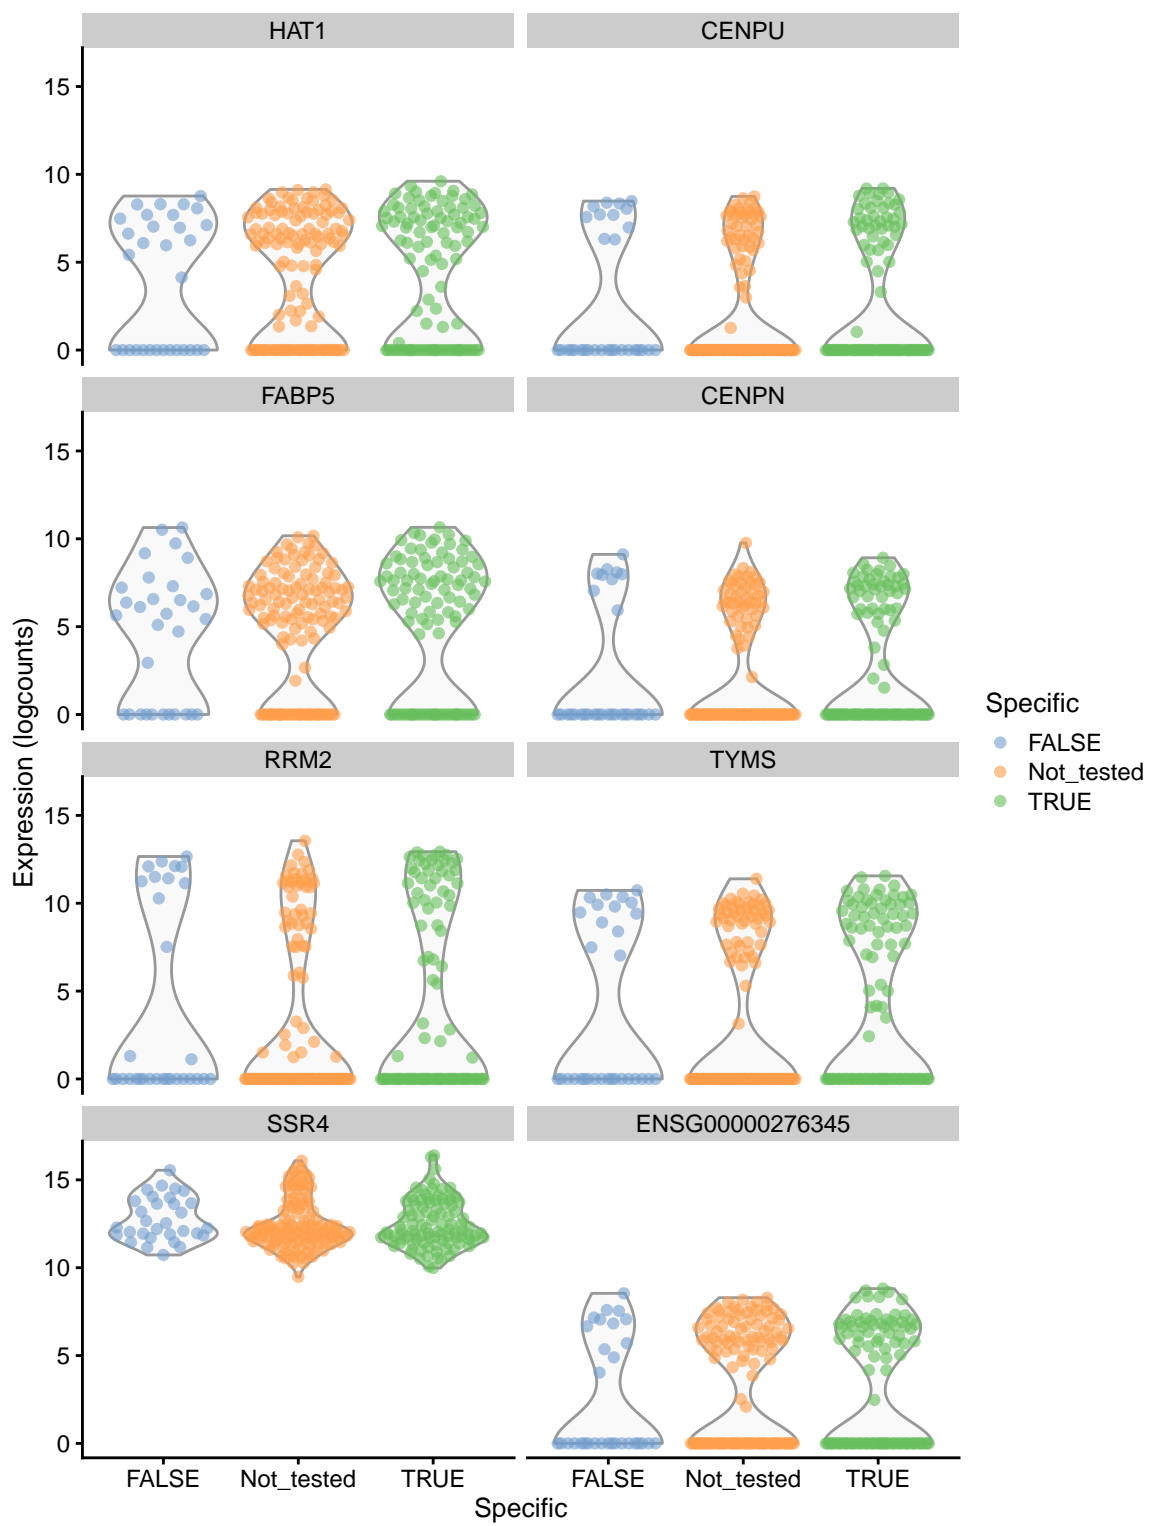 HAT1 CENPU
15
10
5
0
FABP5 CENPN
15
10
5
0
RRM2 TYMS
15
10
5
0
SSR4 ENSG00000276345
15
10
5
0
FALSE Not_tested TRUE FALSE Not_tested TRUE
Specific
Expression (logcounts)
Specific
FALSE
Not_tested
TRUE